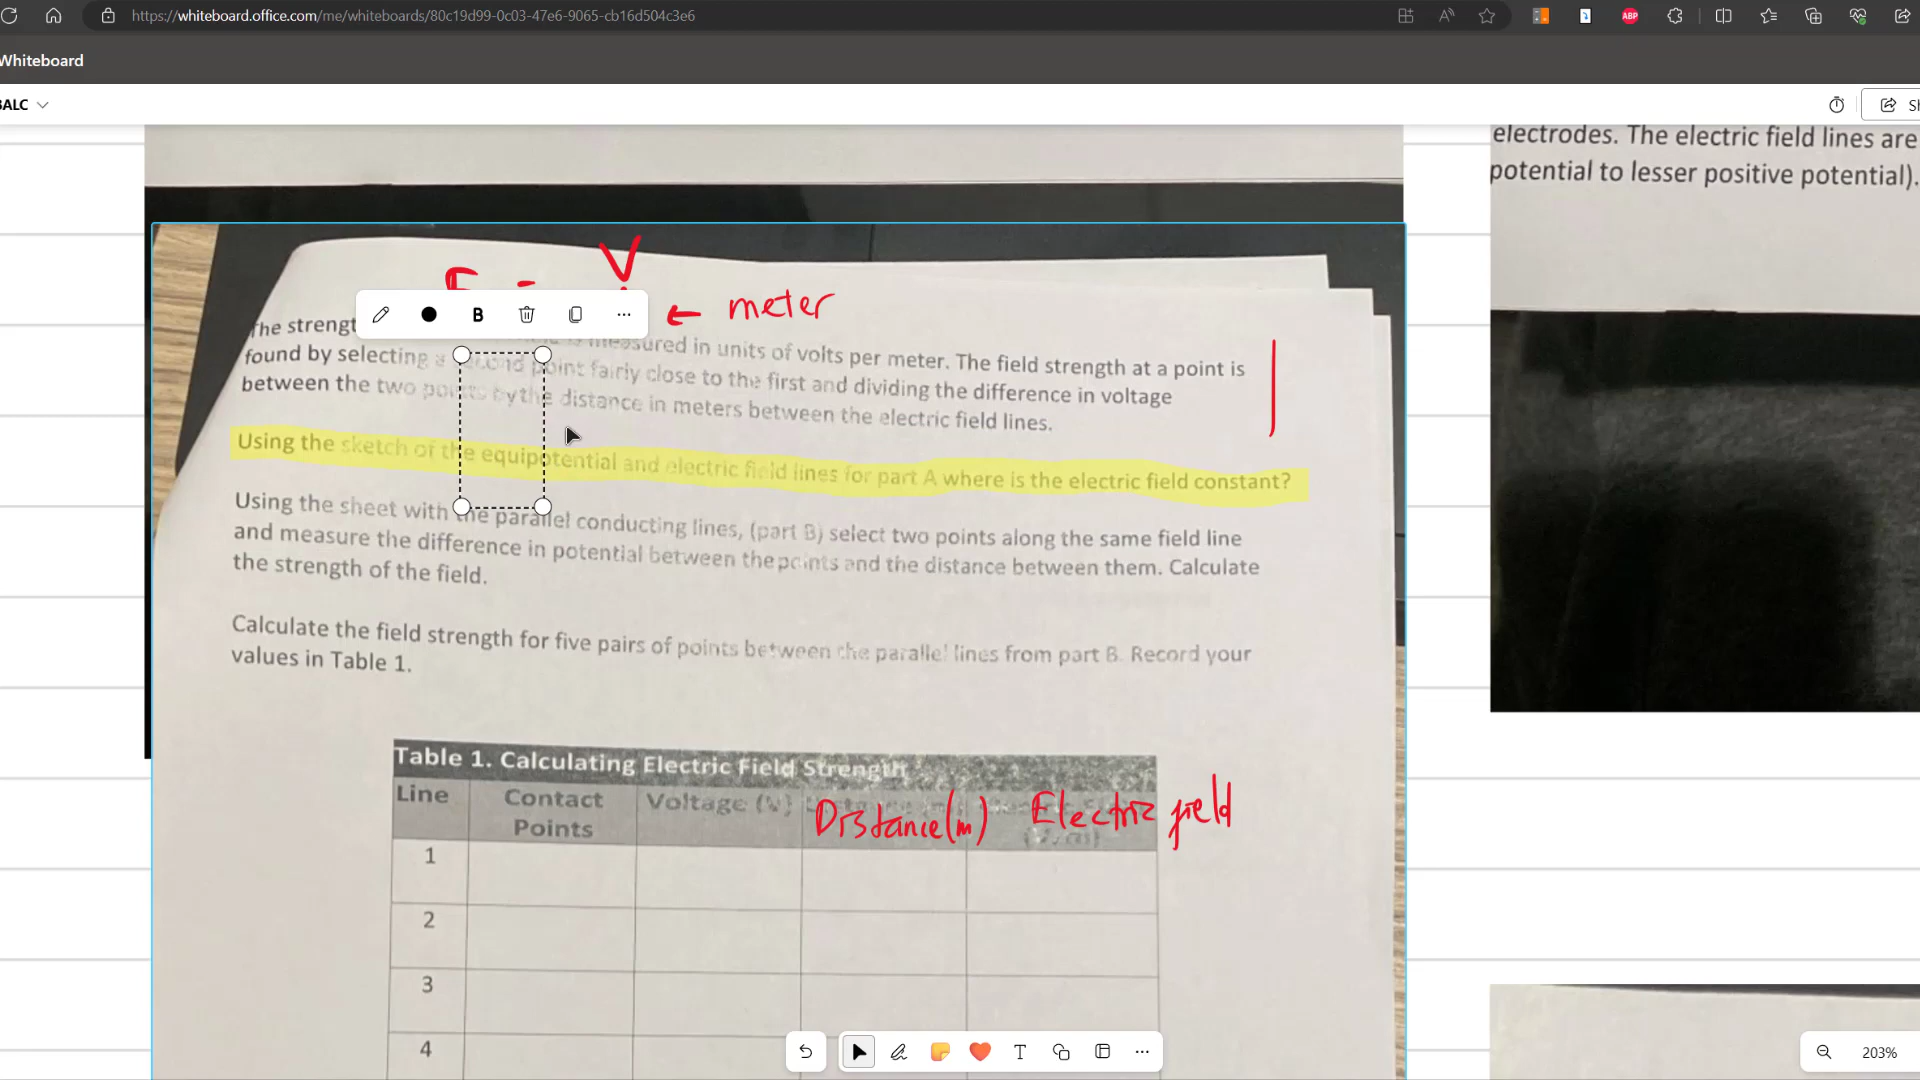 https://whiteboard.office.com/me/whiteboards/80c19d99-0c03-47e6-9065-cb16d504c3e6
ABP
Whiteboard
BALC
electrodes. The electric field lines are
potential to lesser positive potential).
V
← meter
B
The strengt
measured in units of volts per meter. The field strength at a point is
found by selecting a second point fairly close to the first and dividing the difference in voltage
between the two points by the distance in meters between the electric field lines.
Using the sketch of the equipotential and electric field lines for part A where is the electric field constant?
Using the sheet with the parallel conducting lines, (part B) select two points along the same field line
and measure the difference in potential between the points and the distance between them. Calculate
the strength of the field.
Calculate the field strength for five pairs of points between the parallel lines from part B. Record your
values in Table 1.
Table 1. Calculating Electric Field Strength
Line Contact Points Voltage (V) Distance(m) Electric field
1
2
3
4
203%